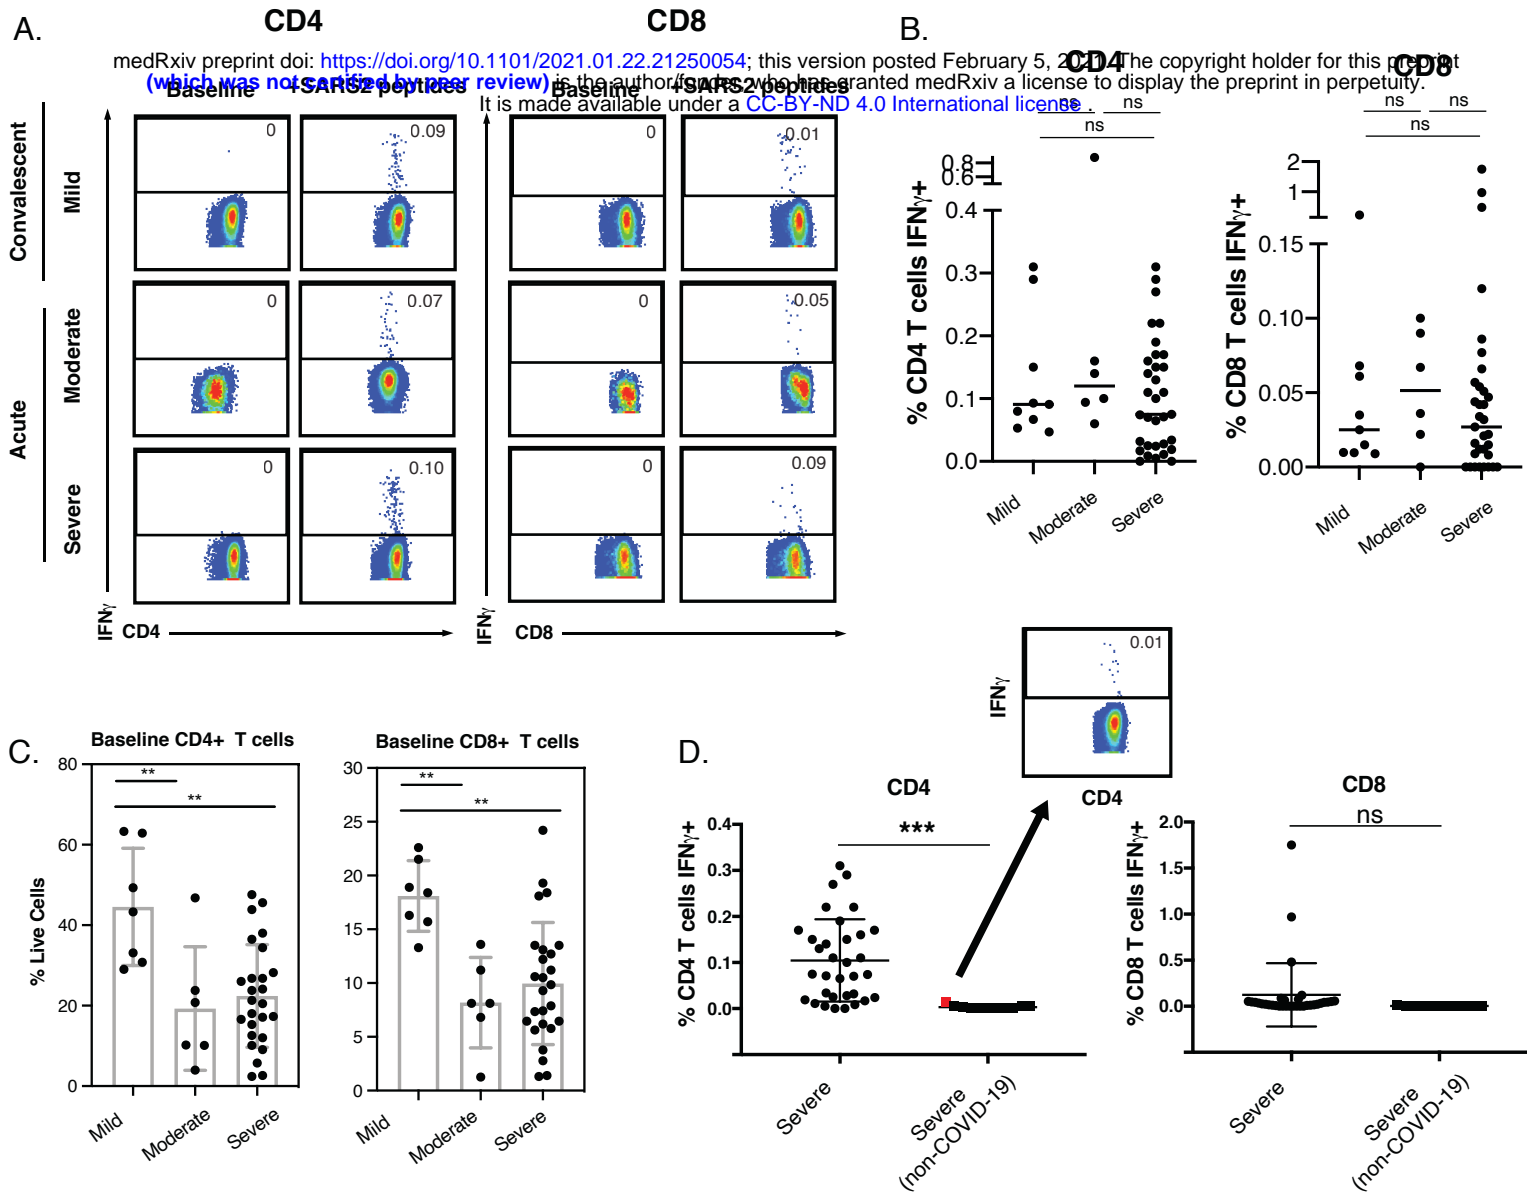 A.
CD4
CD8
B.
medRxiv preprint doi: https://doi.org/10.1101/2021.01.22.21250054; this version posted February 5, 2021. The copyright holder for this preprint
(which was not certified by peer review) is the author/funder, who has granted medRxiv a license to display the preprint in perpetuity.
It is made available under a CC-BY-ND 4.0 International license .
Baseline
+SARS2 peptides
Baseline
+SARS2 peptides
Convalescent
Mild
0
0.09
0
0.01
Acute
Moderate
0
0.07
0
0.05
Severe
0
0.10
0
0.09
IFNγ
CD4
IFNγ
CD8
CD4
ns
ns
ns
% CD4 T cells IFNγ+
0.8
0.6
0.4
0.3
0.2
0.1
0.0
Mild
Moderate
Severe
CD8
ns
ns
ns
% CD8 T cells IFNγ+
2
1
0.15
0.10
0.05
0.00
Mild
Moderate
Severe
C.
Baseline CD4+ T cells
**
**
% Live Cells
80
60
40
20
0
Mild
Moderate
Severe
Baseline CD8+ T cells
**
**
30
25
20
15
10
5
0
Mild
Moderate
Severe
D.
IFNγ
0.01
CD4
CD4
***
% CD4 T cells IFNγ+
0.4
0.3
0.2
0.1
0.0
Severe
Severe
(non-COVID-19)
CD8
ns
% CD8 T cells IFNγ+
2.0
1.5
1.0
0.5
0.0
Severe
Severe
(non-COVID-19)